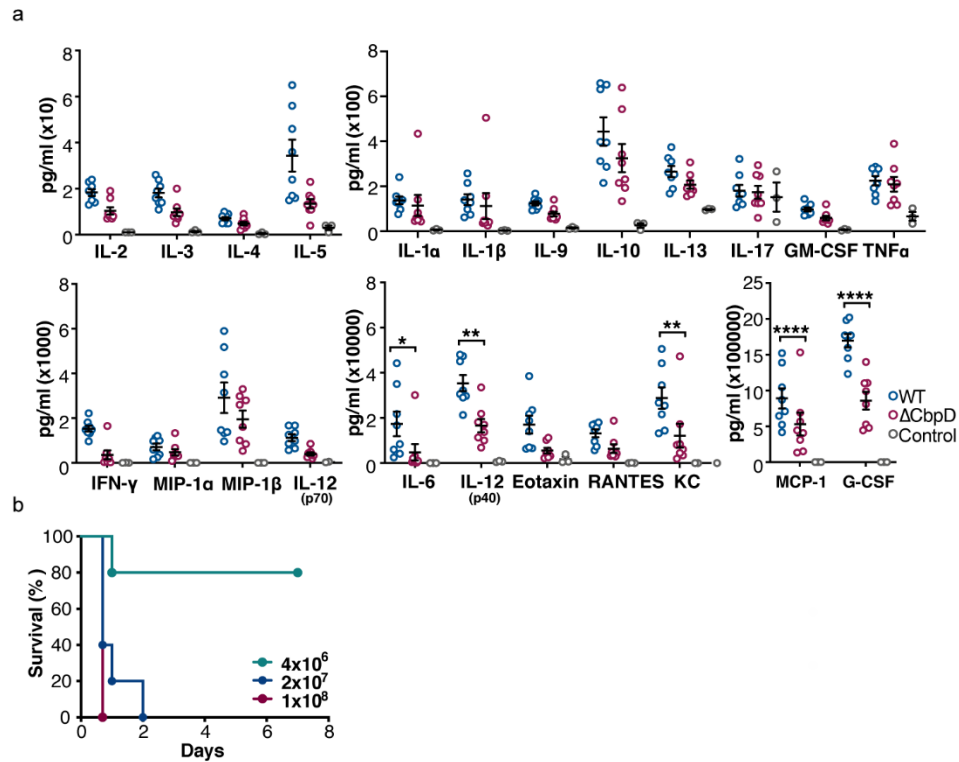 a
pg/ml (x10)
8
6
4
2
0
IL-2 IL-3 IL-4 IL-5
pg/ml (x100)
8
6
4
2
0
IL-1α IL-1β IL-9 IL-10 IL-13 IL-17 GM-CSF TNFα
pg/ml (x10000)
8
6
4
2
0
IFN-γ MIP-1α MIP-1β IL-12
(p70)
8
6
4
2
0
* ** **
IL-6 IL-12 Eotaxin RANTES KC
(p40)
pg/ml (x100000)
25
20
15
10
5
0
**** ****
MCP-1 G-CSF
WT
ΔCbpD
Control
b
Survival (%)
100
80
60
40
20
0
0 2 4 6 8
Days
4x10⁶
2x10⁷
1x10⁸